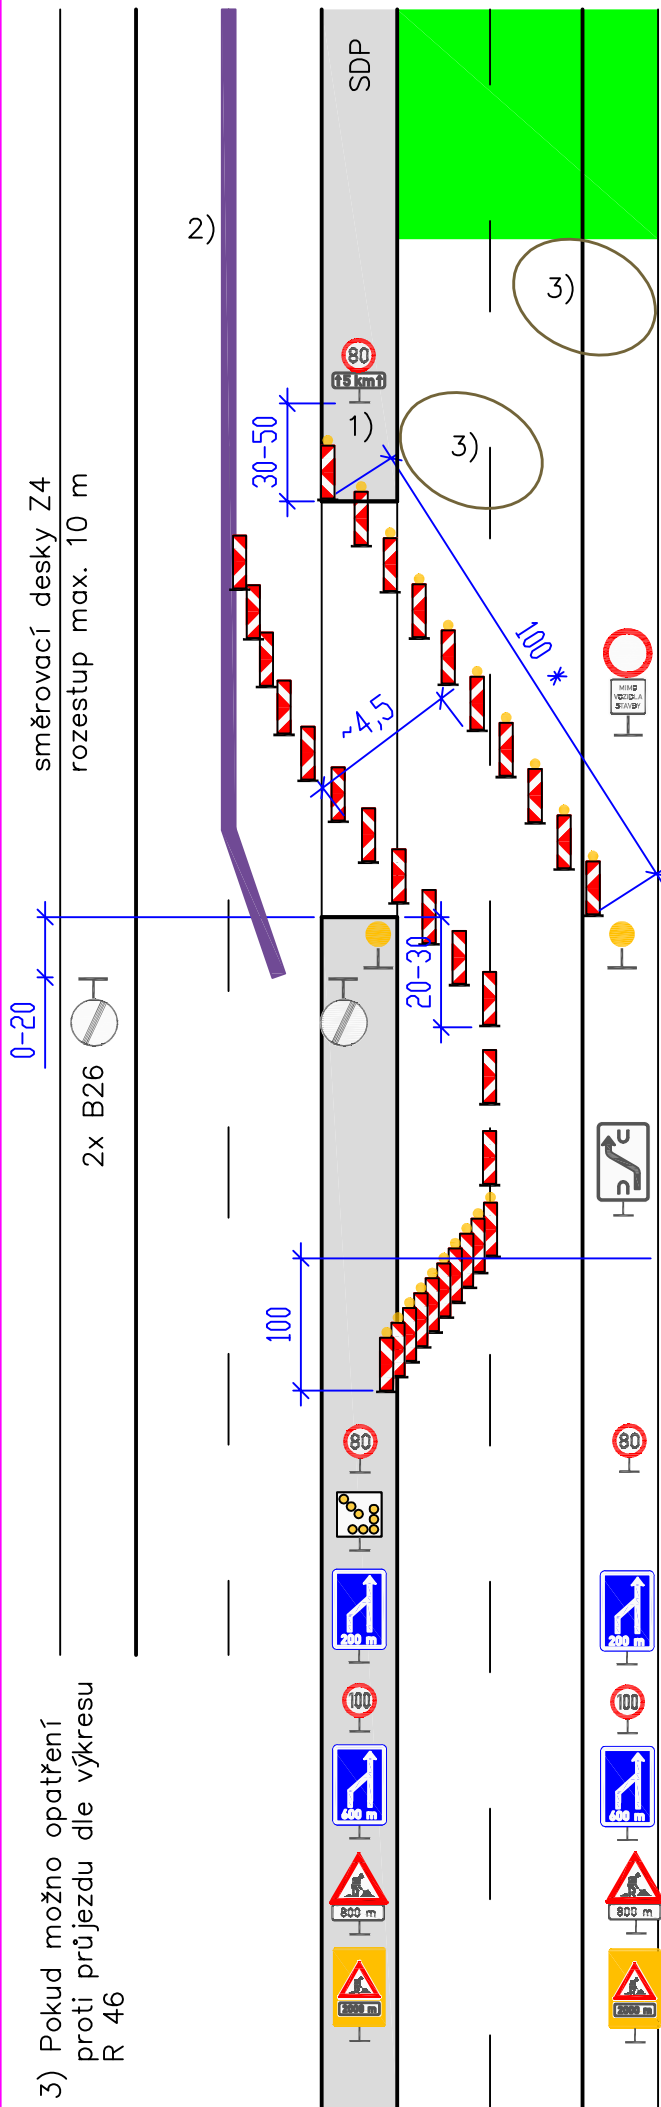 SDP
2)
3)
80
↑5 km↑
1)
3)
30-50
směrovací desky Z4
rozestup max. 10 m
100 *
~4,5
MIMO
VOZIDLA
STAVBY
0-20
20-30
2x B26
100
80
80
200 m
200 m
100
100
600 m
600 m
800 m
800 m
2000 m
2000 m
3) Pokud možno opatření
proti průjezdu dle výkresu
R 46